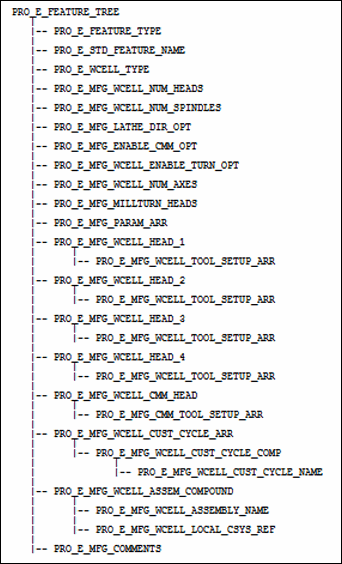 PRO_E_FEATURE_TREE
|-- PRO_E_FEATURE_TYPE
|-- PRO_E_STD_FEATURE_NAME
|-- PRO_E_WCELL_TYPE
|-- PRO_E_MFG_WCELL_NUM_HEADS
|-- PRO_E_MFG_WCELL_NUM_SPINDLES
|-- PRO_E_MFG_LATHE_DIR_OPT
|-- PRO_E_MFG_ENABLE_CMM_OPT
|-- PRO_E_MFG_WCELL_ENABLE_TURN_OPT
|-- PRO_E_MFG_WCELL_NUM_AXES
|-- PRO_E_MFG_MILLTURN_HEADS
|-- PRO_E_MFG_PARAM_ARR
|-- PRO_E_MFG_WCELL_HEAD_1
|-- PRO_E_MFG_WCELL_TOOL_SETUP_ARR
|-- PRO_E_MFG_WCELL_HEAD_2
|-- PRO_E_MFG_WCELL_TOOL_SETUP_ARR
|-- PRO_E_MFG_WCELL_HEAD_3
|-- PRO_E_MFG_WCELL_TOOL_SETUP_ARR
|-- PRO_E_MFG_WCELL_HEAD_4
|-- PRO_E_MFG_WCELL_TOOL_SETUP_ARR
|-- PRO_E_MFG_WCELL_CMM_HEAD
|-- PRO_E_MFG_CMM_TOOL_SETUP_ARR
|-- PRO_E_MFG_WCELL_CUST_CYCLE_ARR
|-- PRO_E_MFG_WCELL_CUST_CYCLE_COMP
|-- PRO_E_MFG_WCELL_CUST_CYCLE_NAME
|-- PRO_E_MFG_WCELL_ASSEM_COMPOUND
|-- PRO_E_MFG_WCELL_ASSEMBLY_NAME
|-- PRO_E_MFG_WCELL_LOCAL_CSYS_REF
|-- PRO_E_MFG_COMMENTS